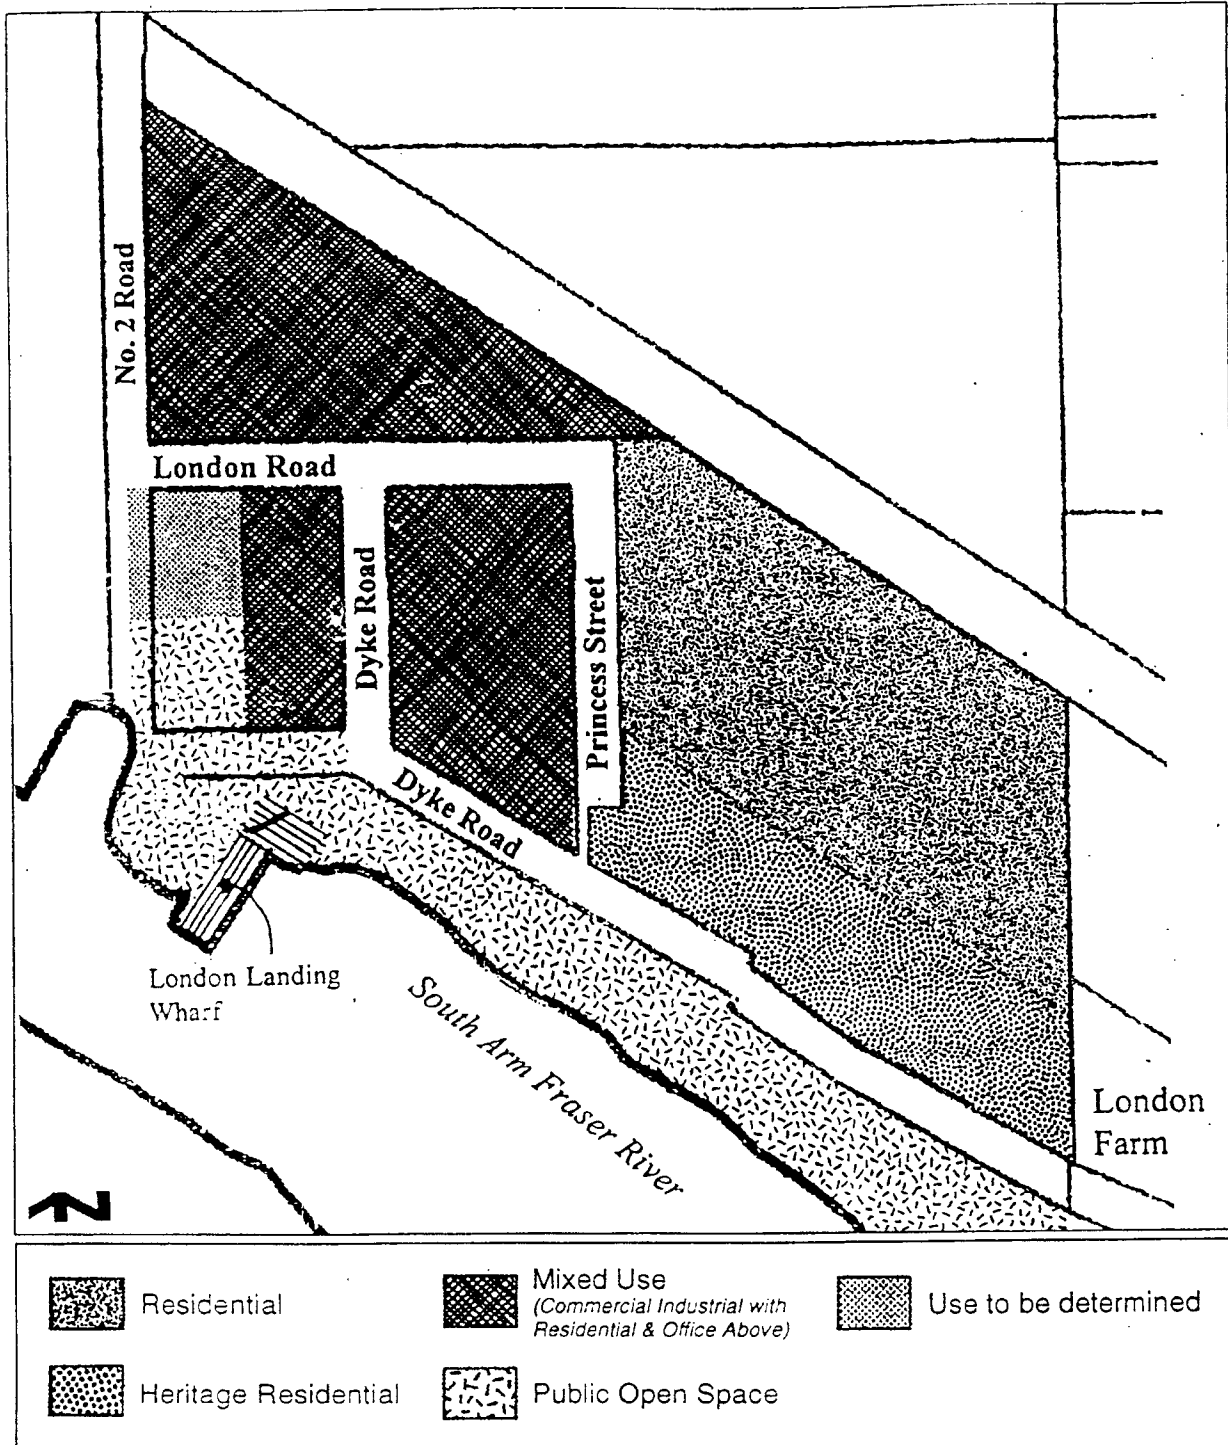 No. 2 Road
London Road
Dyke Road
Princess Street
Dyke Road
London Landing
Wharf
South Arm Fraser River
London
Farm
N
Residential
Mixed Use
(Commercial Industrial with
Residential & Office Above)
Use to be determined
Heritage Residential
Public Open Space